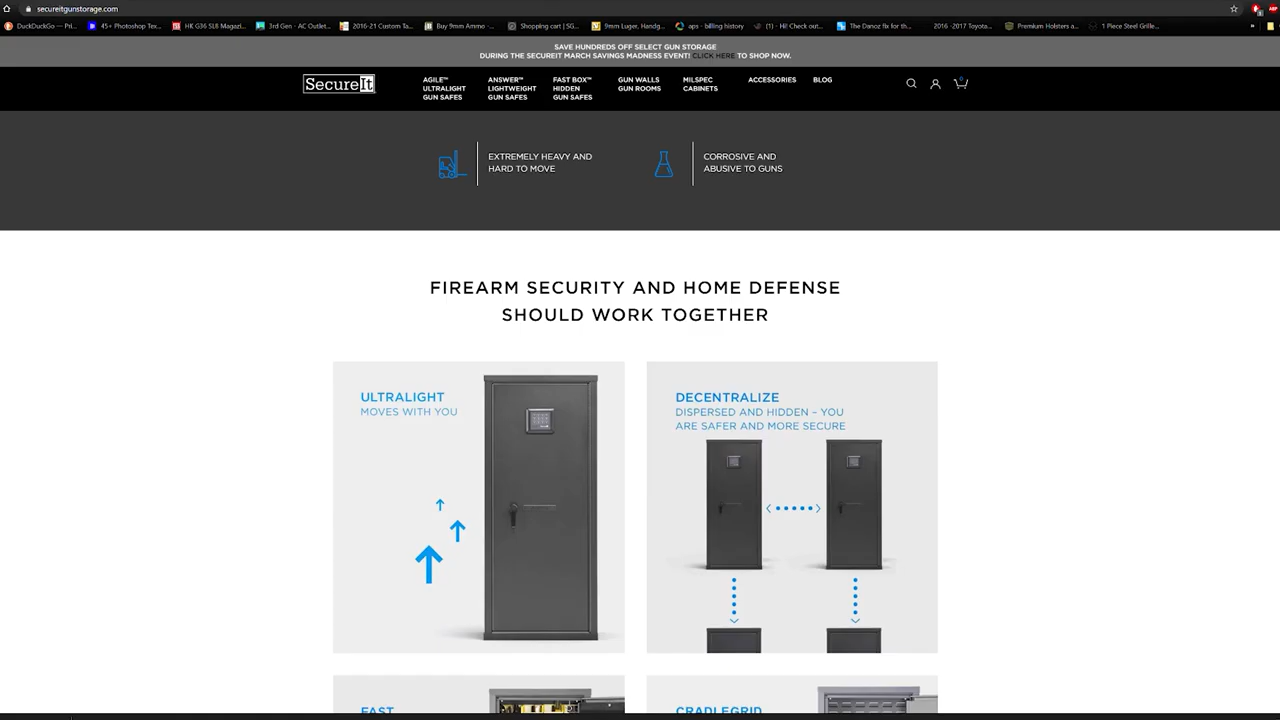 secureitgunstorage.com
DuckDuckGo — Pri...
45+ Photoshop Tex...
HK G36 SL8 Magazi...
3rd Gen - AC Outlet...
2016-21 Custom Ta...
Buy 9mm Ammo -...
Shopping cart | SG...
9mm Luger, Handg...
aps - billing history
(1) - Hi! Check out...
The Danoz fix for th...
2016 -2017 Toyota...
Premium Holsters a...
1 Piece Steel Grille...
SAVE HUNDREDS OFF SELECT GUN STORAGE
DURING THE SECUREIT MARCH SAVINGS MADNESS EVENT! CLICK HERE TO SHOP NOW.
SecureIt
AGILE™
ULTRALIGHT
GUN SAFES
ANSWER™
LIGHTWEIGHT
GUN SAFES
FAST BOX™
HIDDEN
GUN SAFES
GUN WALLS
GUN ROOMS
MILSPEC
CABINETS
ACCESSORIES
BLOG
0
EXTREMELY HEAVY AND
HARD TO MOVE
CORROSIVE AND
ABUSIVE TO GUNS
FIREARM SECURITY AND HOME DEFENSE
SHOULD WORK TOGETHER
ULTRALIGHT
MOVES WITH YOU
DECENTRALIZE
DISPERSED AND HIDDEN – YOU
ARE SAFER AND MORE SECURE
FAST
CRADLEGRID